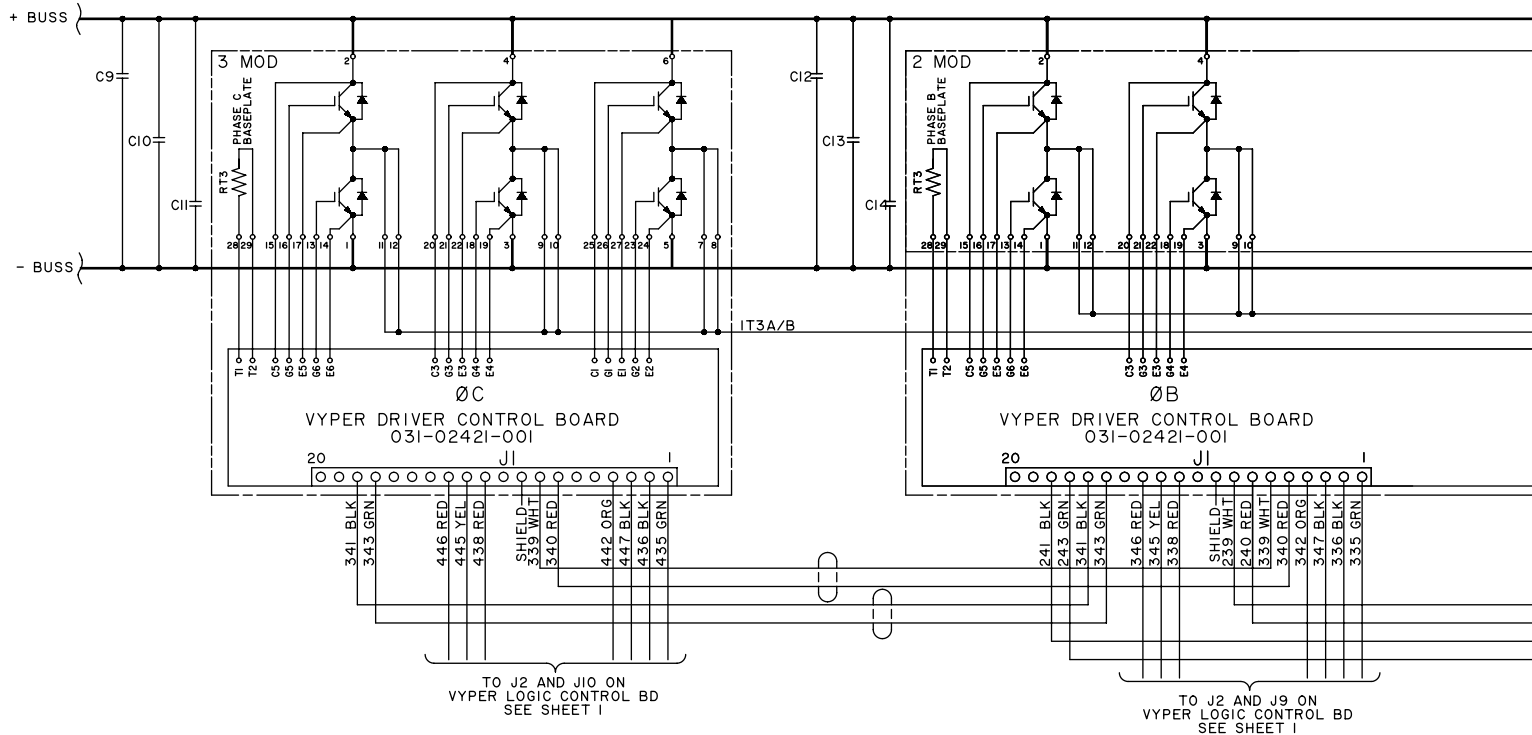 + BUSS
3 MOD
2 MOD
2
4
6
2
4
C9
C10
C11
C12
C13
C14
PHASE C
BASEPLATE
RT3
PHASE B
BASEPLATE
RT3
28 29 15 16 17 13 14 1 11 12 20 21 22 18 19 3 9 10 25 26 27 23 24 5 7 8
28 29 15 16 17 13 14 1 11 12 20 21 22 18 19 3 9 10
- BUSS
1T3A/B
T1 T2 C5 G5 E5 G6 E6 C3 G3 E3 G4 E4 C1 G1 E1 G2 E2
T1 T2 C5 G5 E5 G6 E6 C3 G3 E3 G4 E4
ØC
VYPER DRIVER CONTROL BOARD
031-02421-001
20 J1 1
ØB
VYPER DRIVER CONTROL BOARD
031-02421-001
20 J1 1
341 BLK
343 GRN
446 RED
445 YEL
438 RED
SHIELD
339 WHT
340 RED
442 ORG
447 BLK
436 BLK
435 GRN
241 BLK
243 GRN
341 BLK
343 GRN
346 RED
345 YEL
338 RED
SHIELD
239 WHT
240 RED
339 WHT
340 RED
342 ORG
347 BLK
336 BLK
335 GRN
TO J2 AND J10 ON
VYPER LOGIC CONTROL BD
SEE SHEET 1
TO J2 AND J9 ON
VYPER LOGIC CONTROL BD
SEE SHEET 1